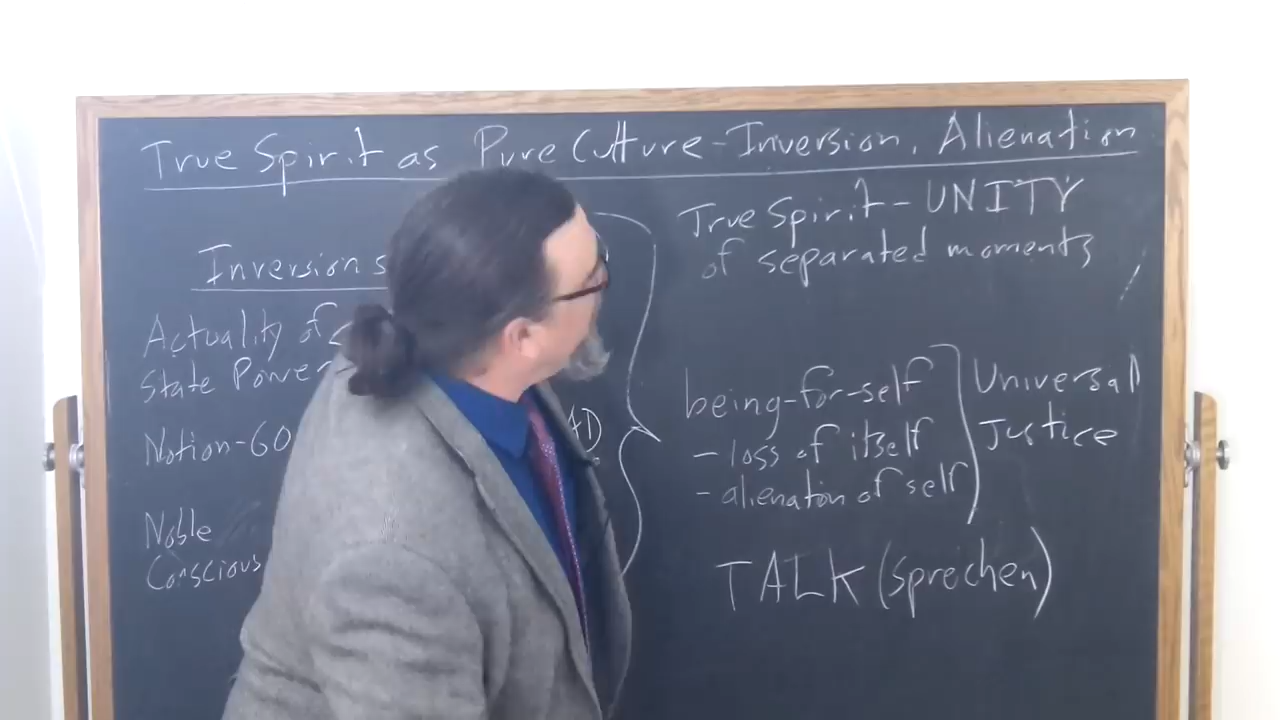 True Spirit as Pure Culture - Inversion, Alienation
Inversions
Actuality of
State Power
Notion - GO
AD
Noble
Conscious
True Spirit - UNITY
of separated moments
being-for-self
- loss of itself
- alienation of self
Universal
Justice
TALK (sprechen)